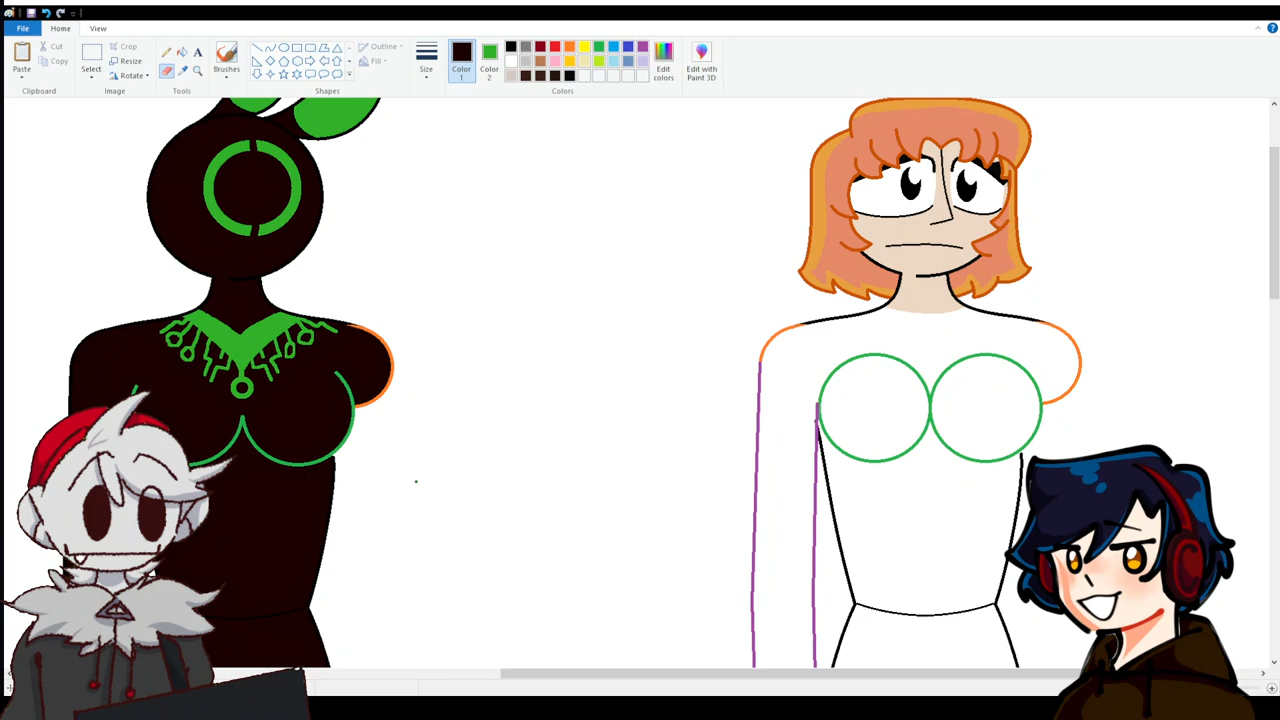 File Home View
Cut
Copy
Paste
Clipboard
Crop
Resize
Rotate
Select
Image
A
Tools
Brushes
Outline
Fill
Shapes
Size
Color
1
Color
2
Edit
colors
Colors
Edit with
Paint 3D